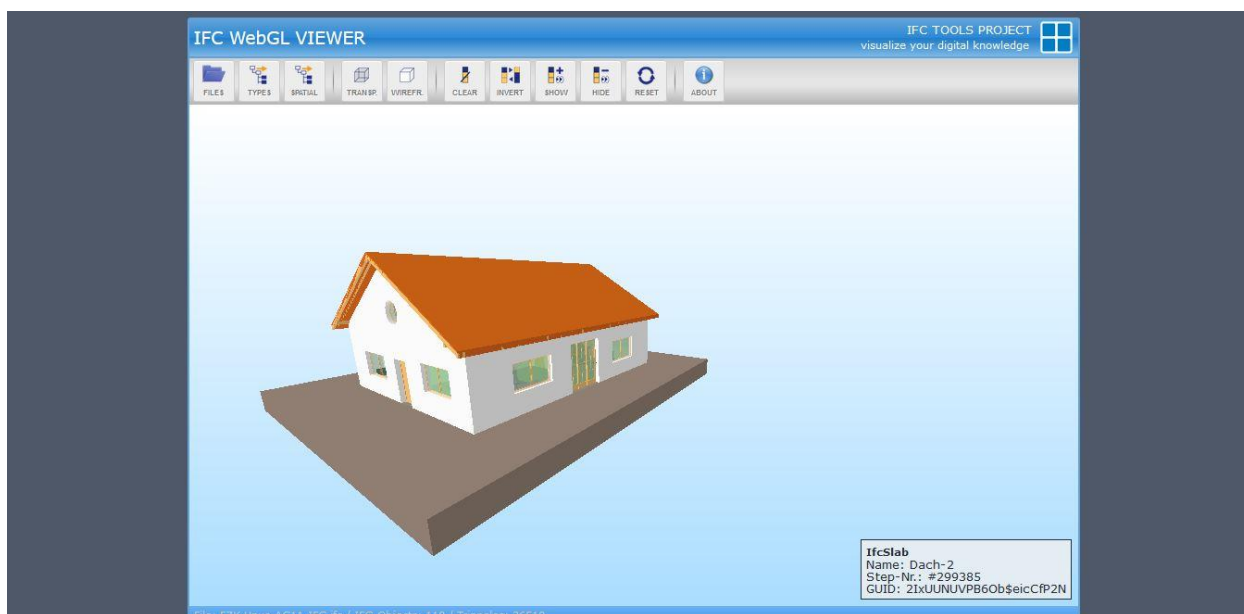 IFC WebGL VIEWER
IFC TOOLS PROJECT
visualize your digital knowledge
FILES TYPES SPATIAL TRANSP. WIREFR. CLEAR INVERT SHOW HIDE RESET ABOUT
IfcSlab
Name: Dach-2
Step-Nr.: #299385
GUID: 2IxUUNUVPB6Ob$eicCfP2N